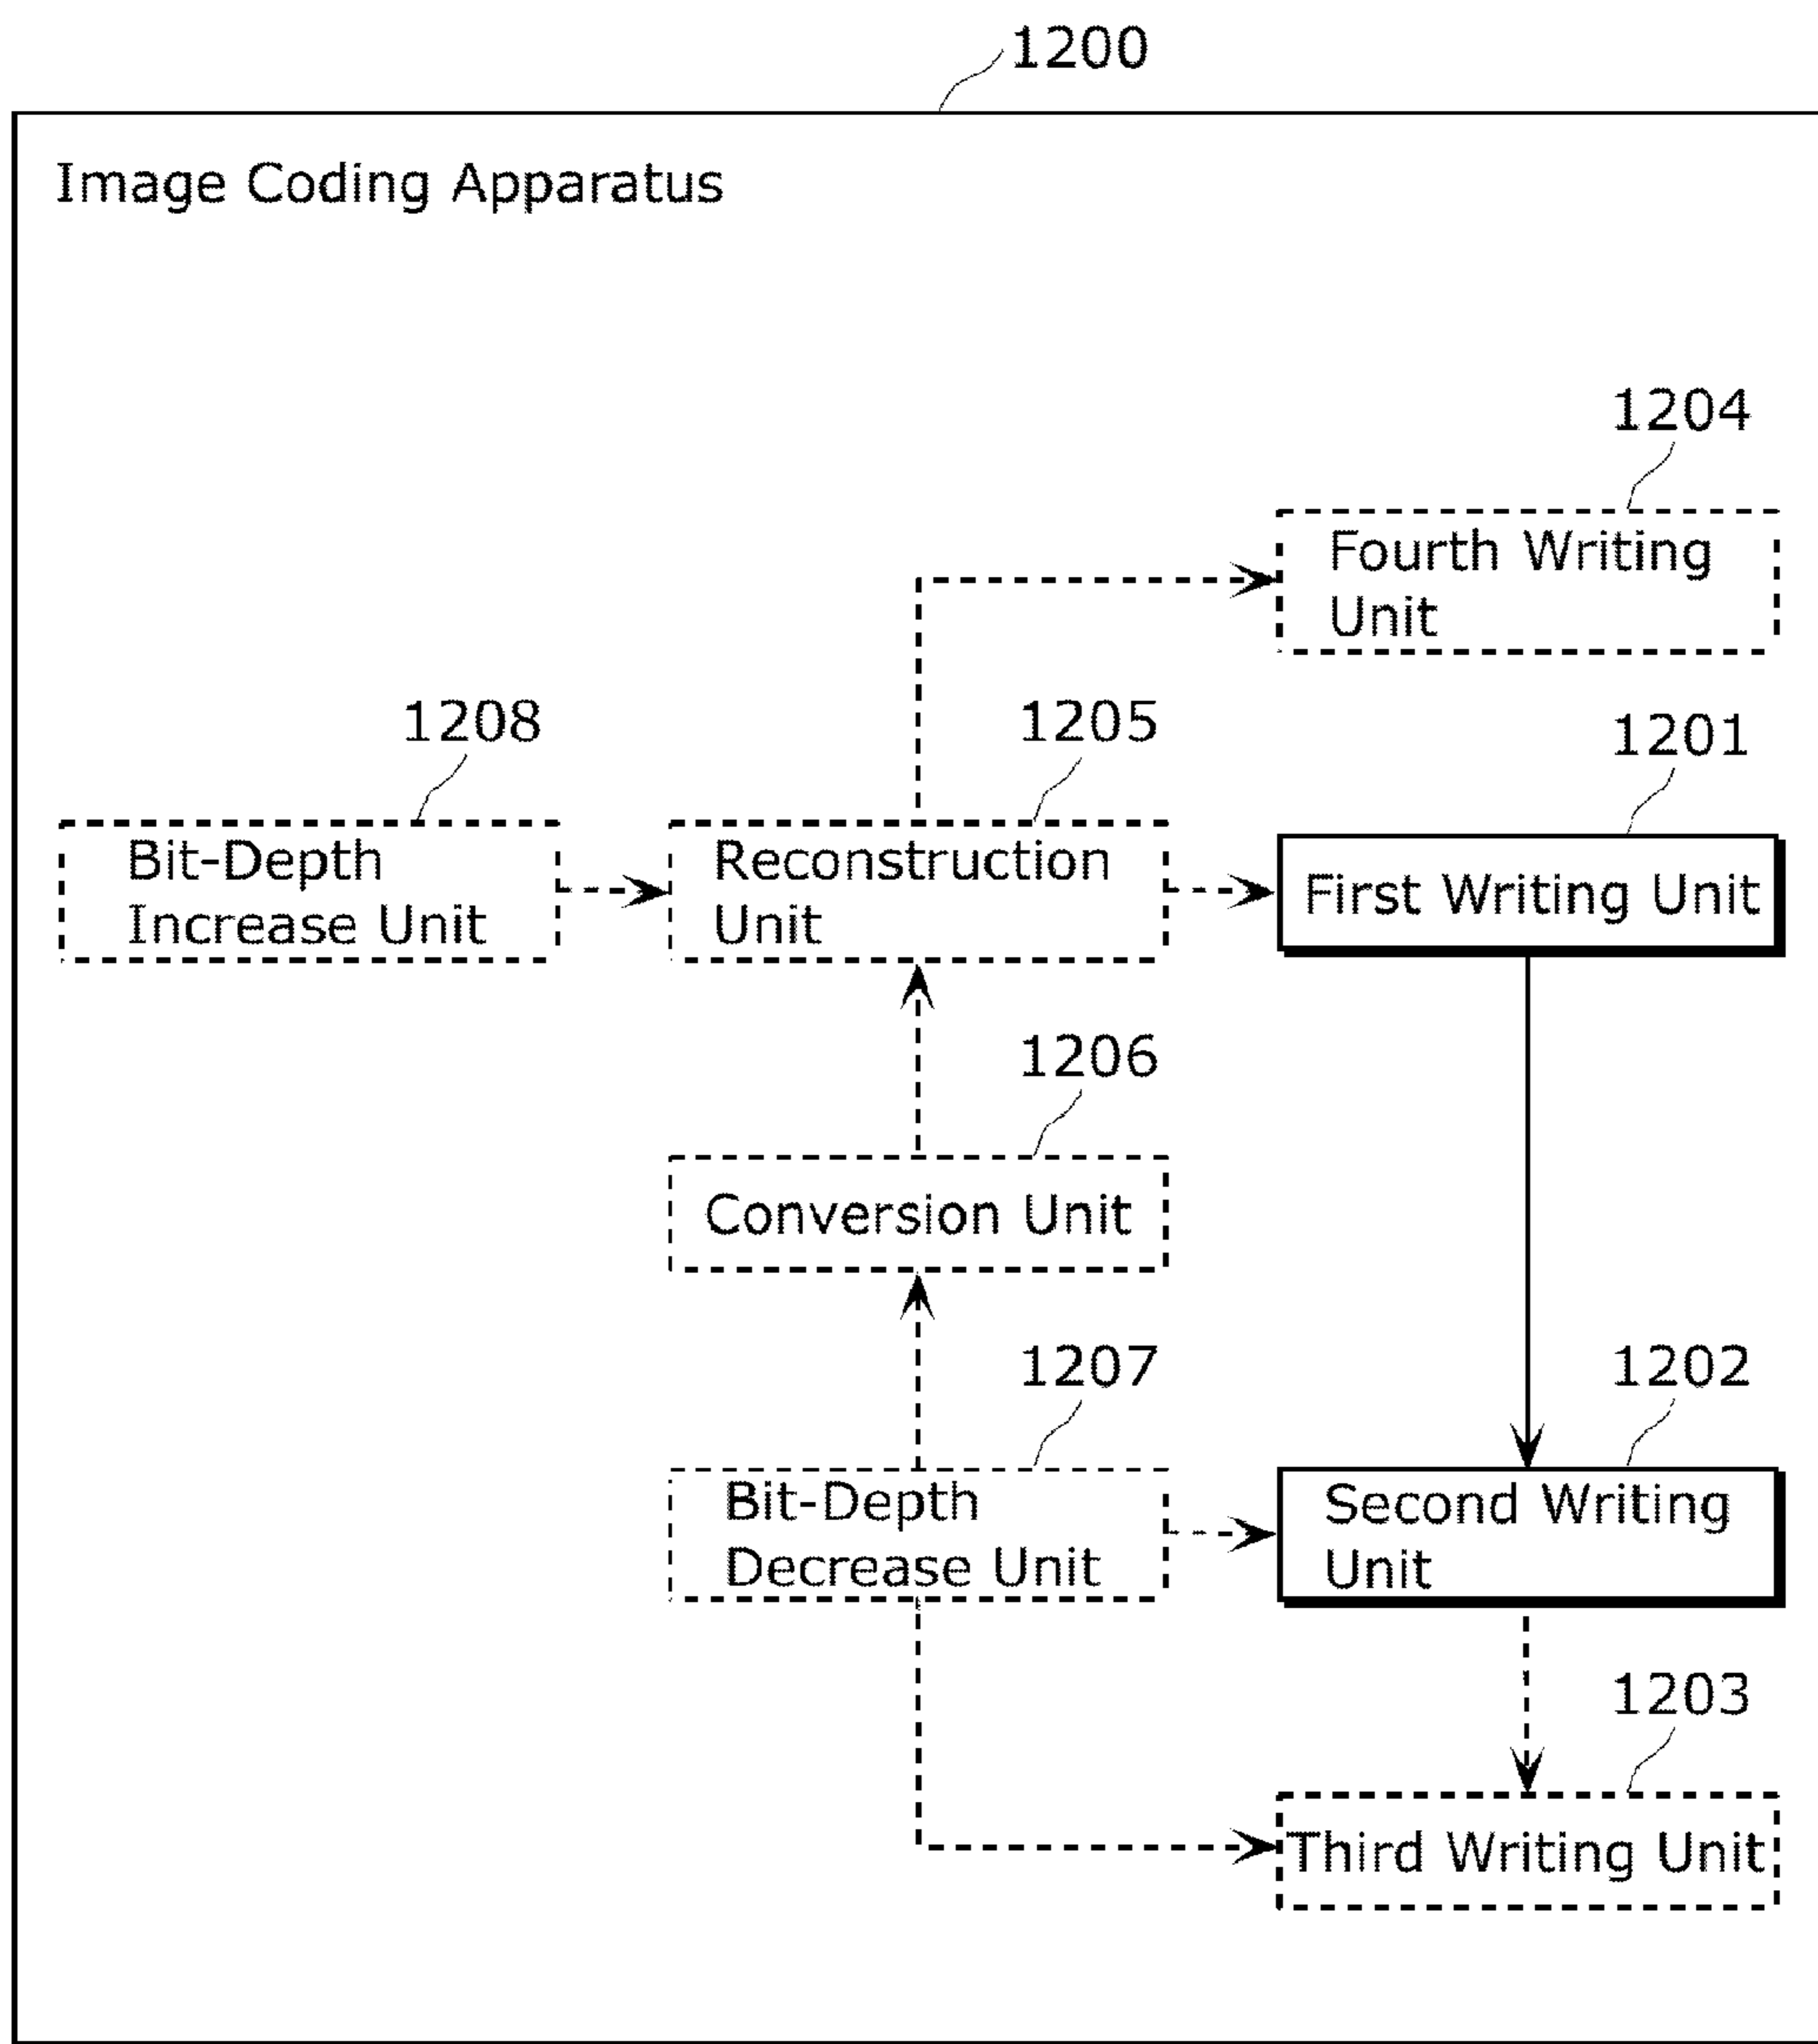 1200
Image Coding Apparatus
1204
Fourth Writing
Unit
1208
1205
1201
Bit-Depth
Increase Unit
Reconstruction
Unit
First Writing Unit
1206
Conversion Unit
1207
1202
Bit-Depth
Decrease Unit
Second Writing
Unit
1203
Third Writing Unit